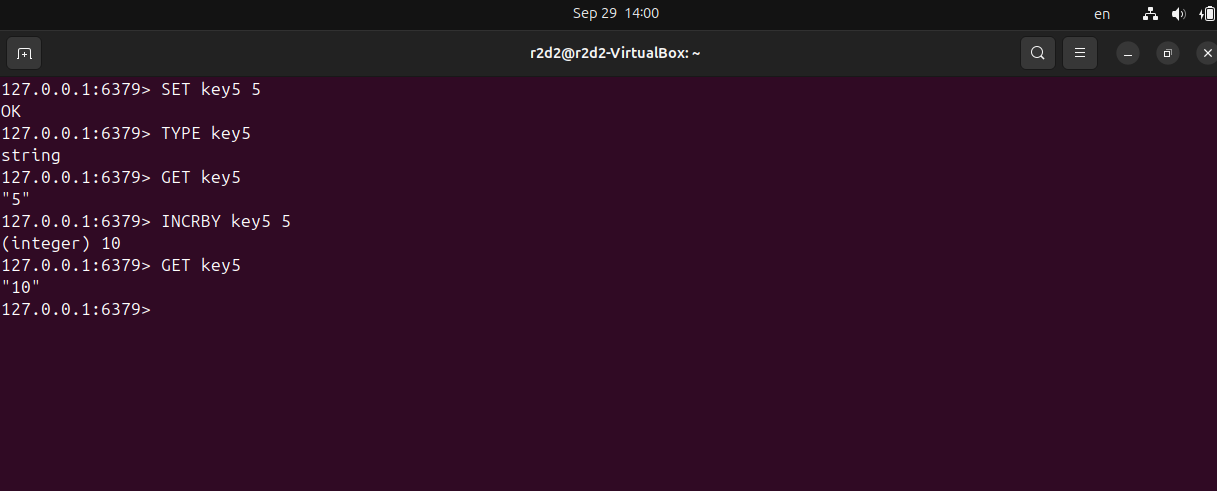 Sep 29 14:00
en
r2d2@r2d2-VirtualBox: ~
127.0.0.1:6379> SET key5 5
OK
127.0.0.1:6379> TYPE key5
string
127.0.0.1:6379> GET key5
"5"
127.0.0.1:6379> INCRBY key5 5
(integer) 10
127.0.0.1:6379> GET key5
"10"
127.0.0.1:6379>